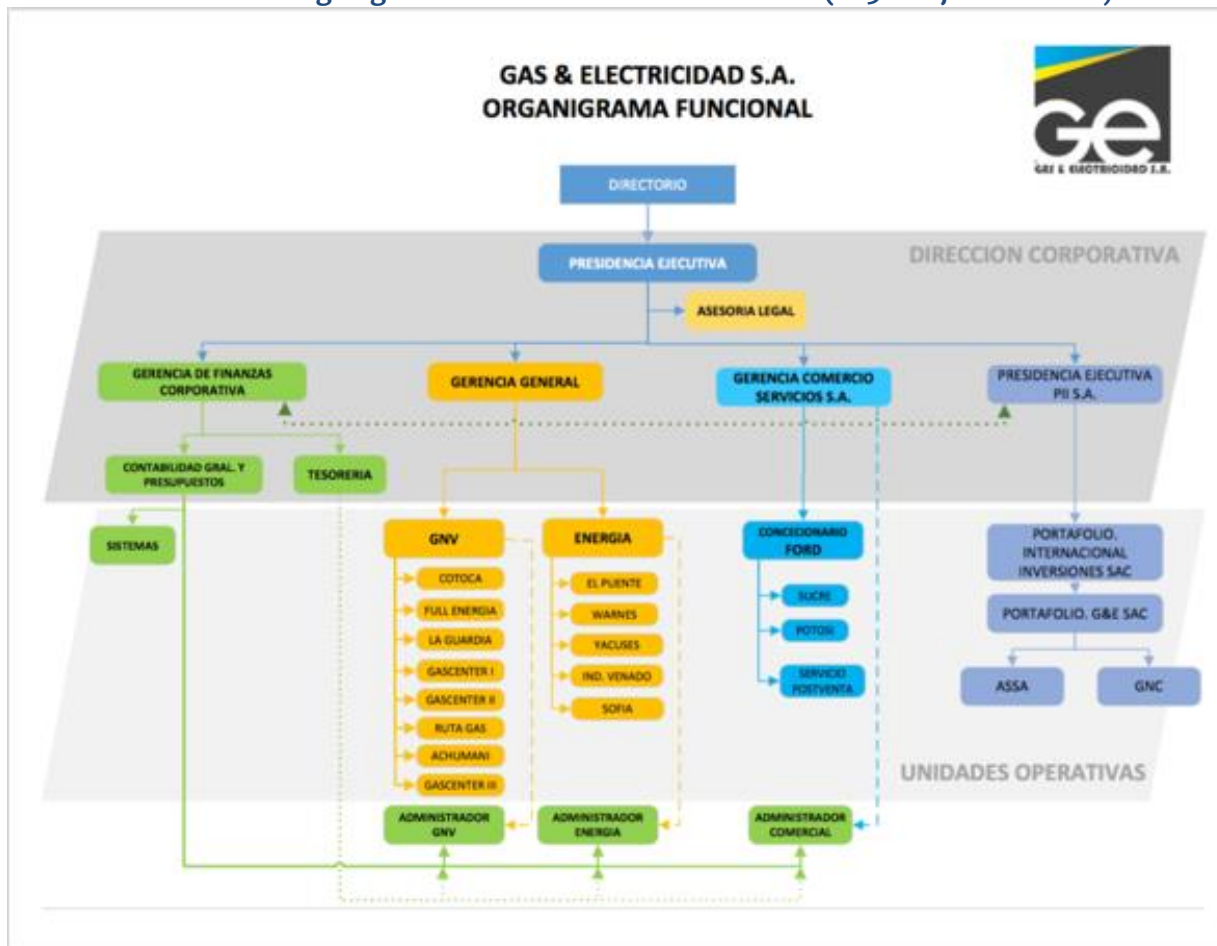 GAS & ELECTRICIDAD S.A.
ORGANIGRAMA FUNCIONAL
GE
GAS & ELECTRICIDAD S.A.
DIRECTORIO
DIRECCION CORPORATIVA
PRESIDENCIA EJECUTIVA
ASESORIA LEGAL
GERENCIA DE FINANZAS
CORPORATIVA
GERENCIA GENERAL
GERENCIA COMERCIO
SERVICIOS S.A.
PRESIDENCIA EJECUTIVA
PII S.A.
CONTABILIDAD GRAL. Y
PRESUPUESTOS
TESORERIA
SISTEMAS
GNV
COTOCA
FULL ENERGIA
LA GUARDIA
GASCENTER I
GASCENTER II
RUTA GAS
ACHUMANI
GASCENTER III
ENERGIA
EL PUENTE
WARNES
YACUSES
IND. VENADO
SOFIA
CONCECIONARIO
FORD
SUCRE
POTOSI
SERVICIO
POSTVENTA
PORTAFOLIO.
INTERNACIONAL
INVERSIONES SAC
PORTAFOLIO. G&E SAC
ASSA
GNC
UNIDADES OPERATIVAS
ADMINISTRADOR
GNV
ADMINISTRADOR
ENERGIA
ADMINISTRADOR
COMERCIAL